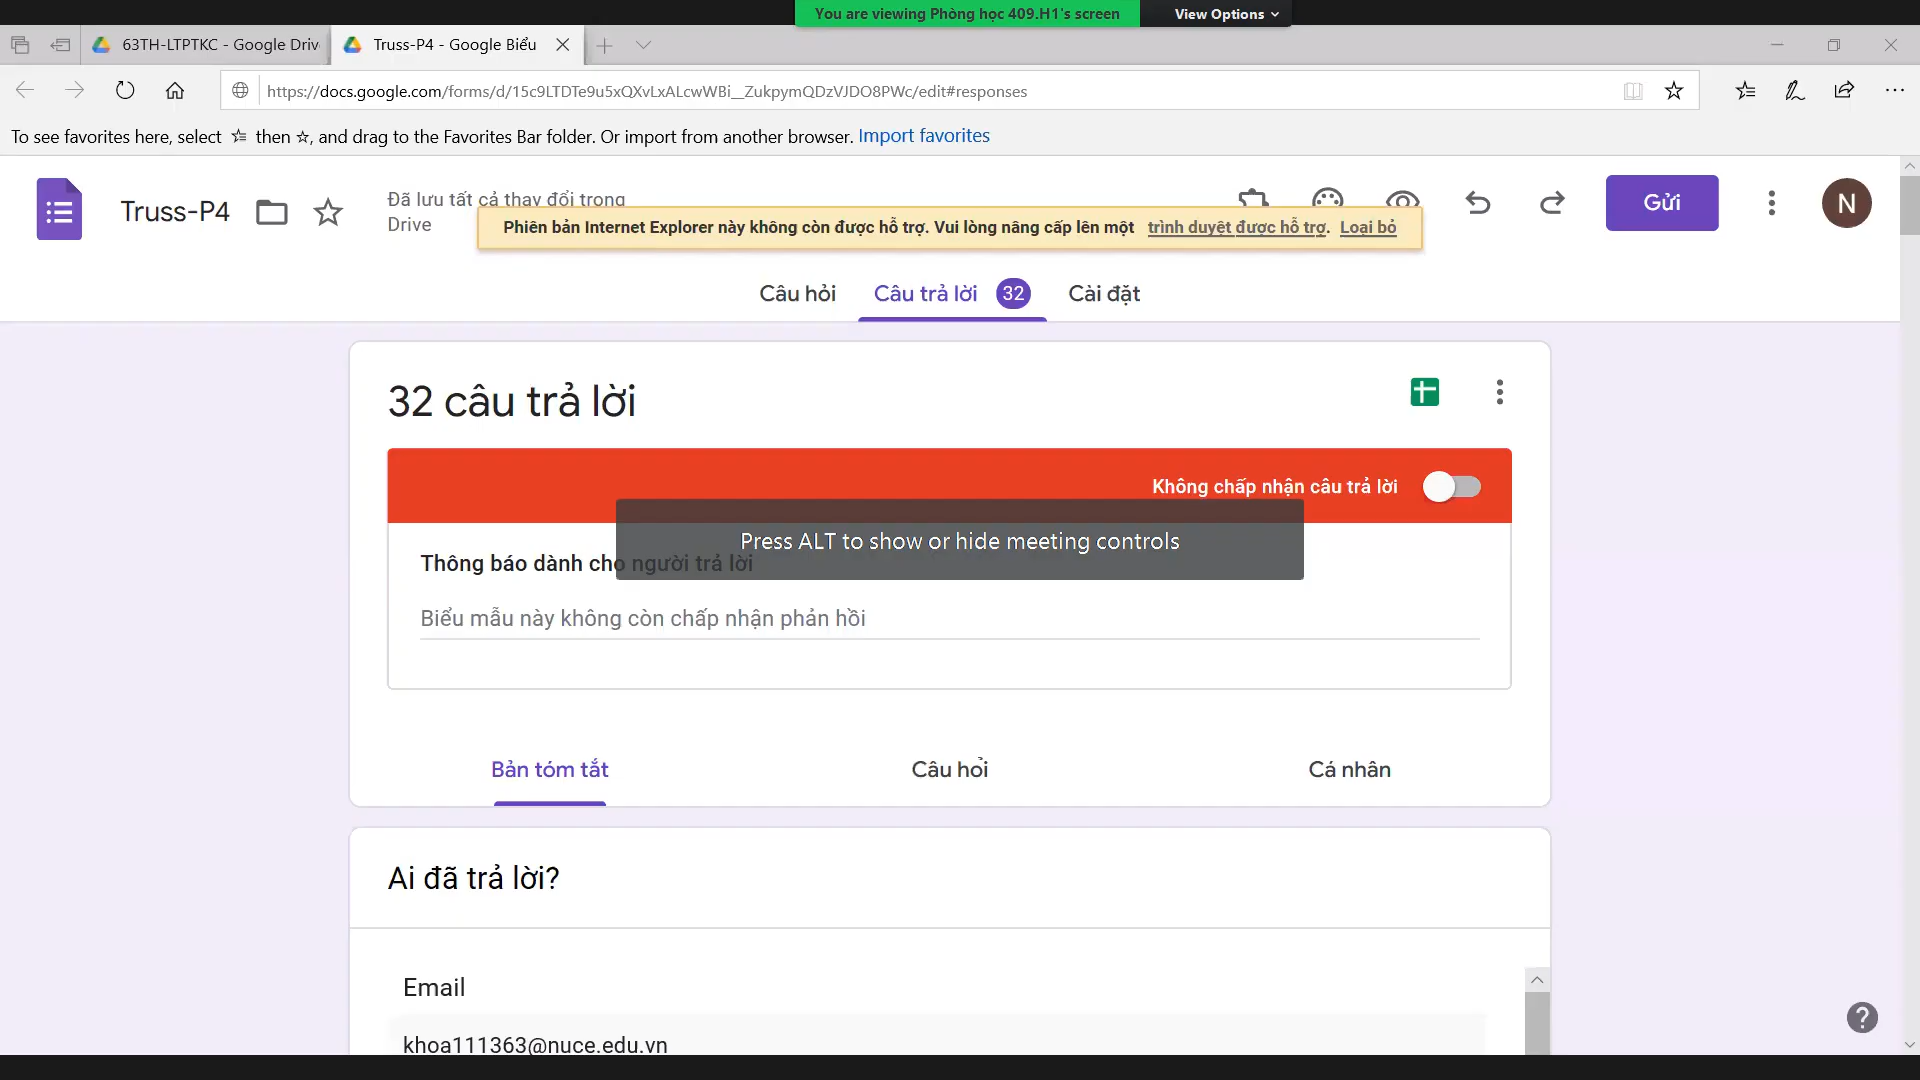 You are viewing Phòng học 409.H1's screen
View Options
63TH-LTPTKC - Google Driv
Truss-P4 - Google Biểu
https://docs.google.com/forms/d/15c9LTDTe9u5xQXvLxALcwWBi__ZukpymQDzVJDO8PWc/edit#responses
To see favorites here, select then ☆, and drag to the Favorites Bar folder. Or import from another browser. Import favorites
Truss-P4
Đã lưu tất cả thay đổi trong
Drive
Gửi
N
Phiên bản Internet Explorer này không còn được hỗ trợ. Vui lòng nâng cấp lên một trình duyệt được hỗ trợ. Loại bỏ
Câu hỏi
Câu trả lời 32
Cài đặt
32 câu trả lời
Không chấp nhận câu trả lời
Press ALT to show or hide meeting controls
Thông báo dành cho người trả lời
Biểu mẫu này không còn chấp nhận phản hồi
Bản tóm tắt
Câu hỏi
Cá nhân
Ai đã trả lời?
Email
khoa111363@nuce.edu.vn